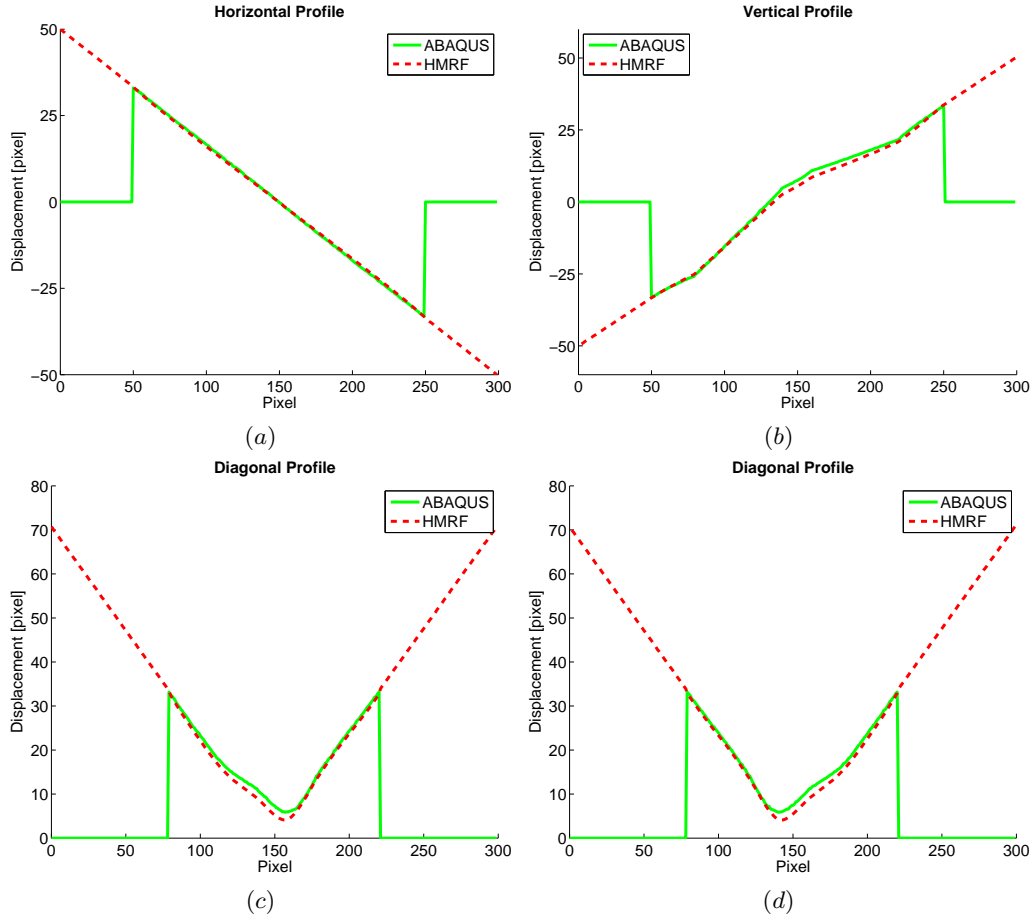 Horizontal Profile
50
25
0
−25
−50
Displacement [pixel]
ABAQUS
HMRF
0 50 100 150 200 250 300
Pixel
(a)
Vertical Profile
50
25
0
−25
−50
Displacement [pixel]
ABAQUS
HMRF
0 50 100 150 200 250 300
Pixel
(b)
Diagonal Profile
80
70
60
50
40
30
20
10
0
Displacement [pixel]
ABAQUS
HMRF
0 50 100 150 200 250 300
Pixel
(c)
Diagonal Profile
80
70
60
50
40
30
20
10
0
Displacement [pixel]
ABAQUS
HMRF
0 50 100 150 200 250 300
Pixel
(d)